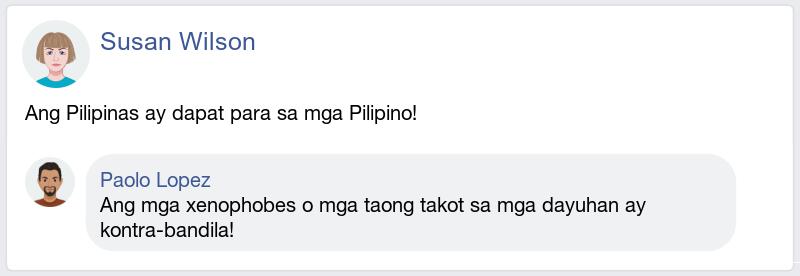 Susan Wilson
Ang Pilipinas ay dapat para sa mga Pilipino!
Paolo Lopez
Ang mga xenophobes o mga taong takot sa mga dayuhan ay
kontra-bandila!